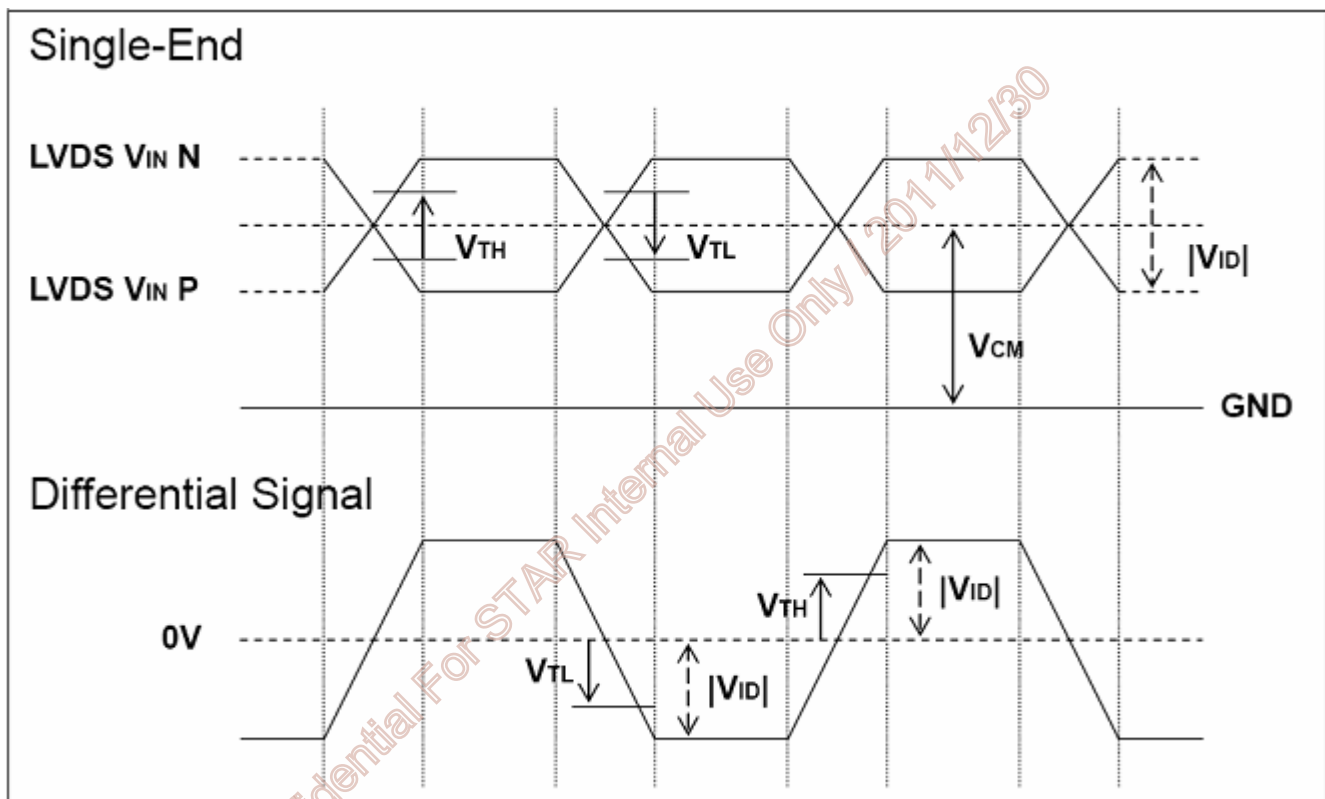 Single-End
LVDS VIN N
VTH
VTL
|VID|
LVDS VIN P
VCM
GND
Differential Signal
VTH
|VID|
0V
VTL
|VID|
fidential For STAR Internal Use Only / 2011/12/30